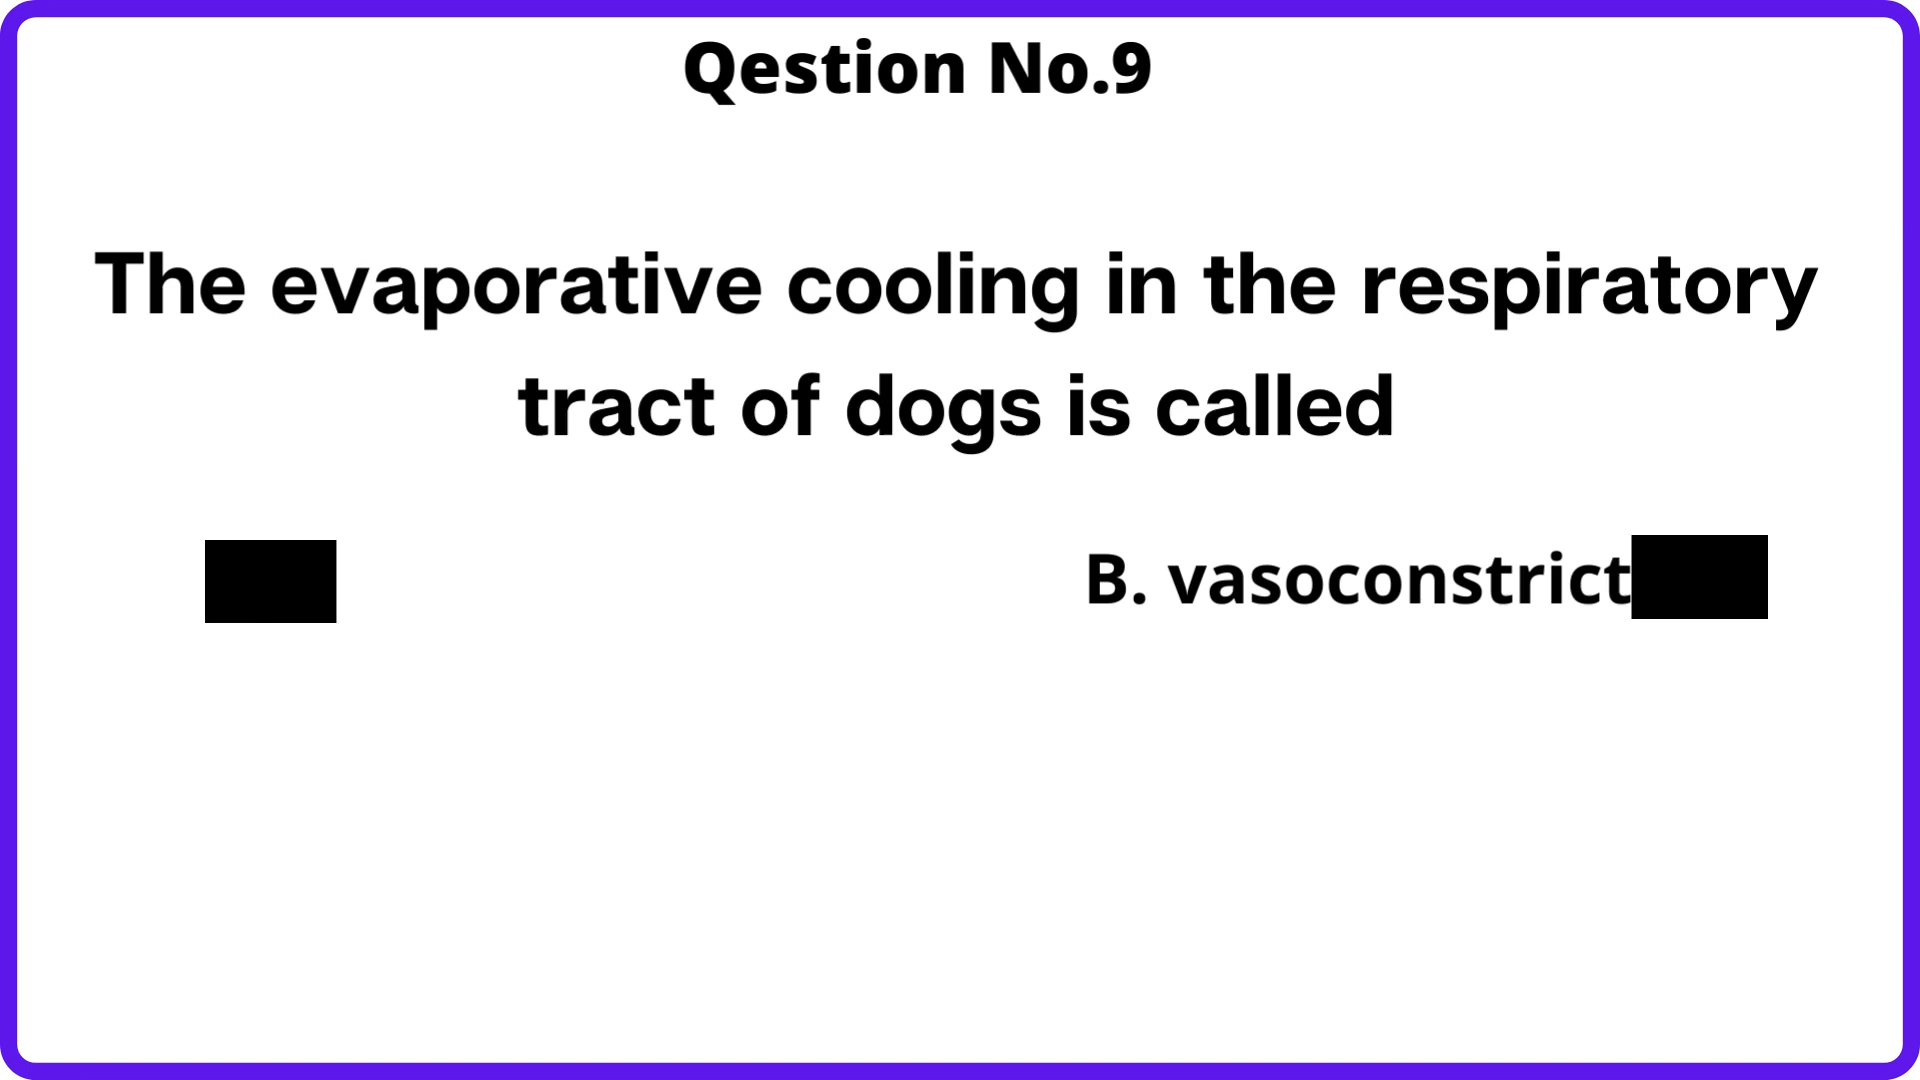 Qestion No.9
The evaporative cooling in the respiratory
tract of dogs is called
B. vasoconstrict